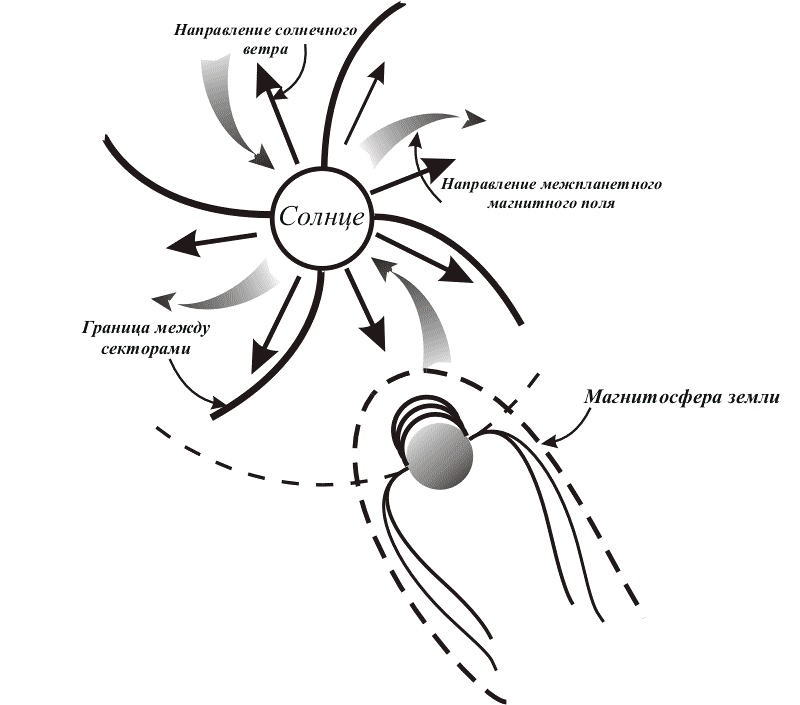 Направление солнечного
ветра
Направление межпланетного
магнитного поля
Солнце
Граница между
секторами
Магнитосфера земли